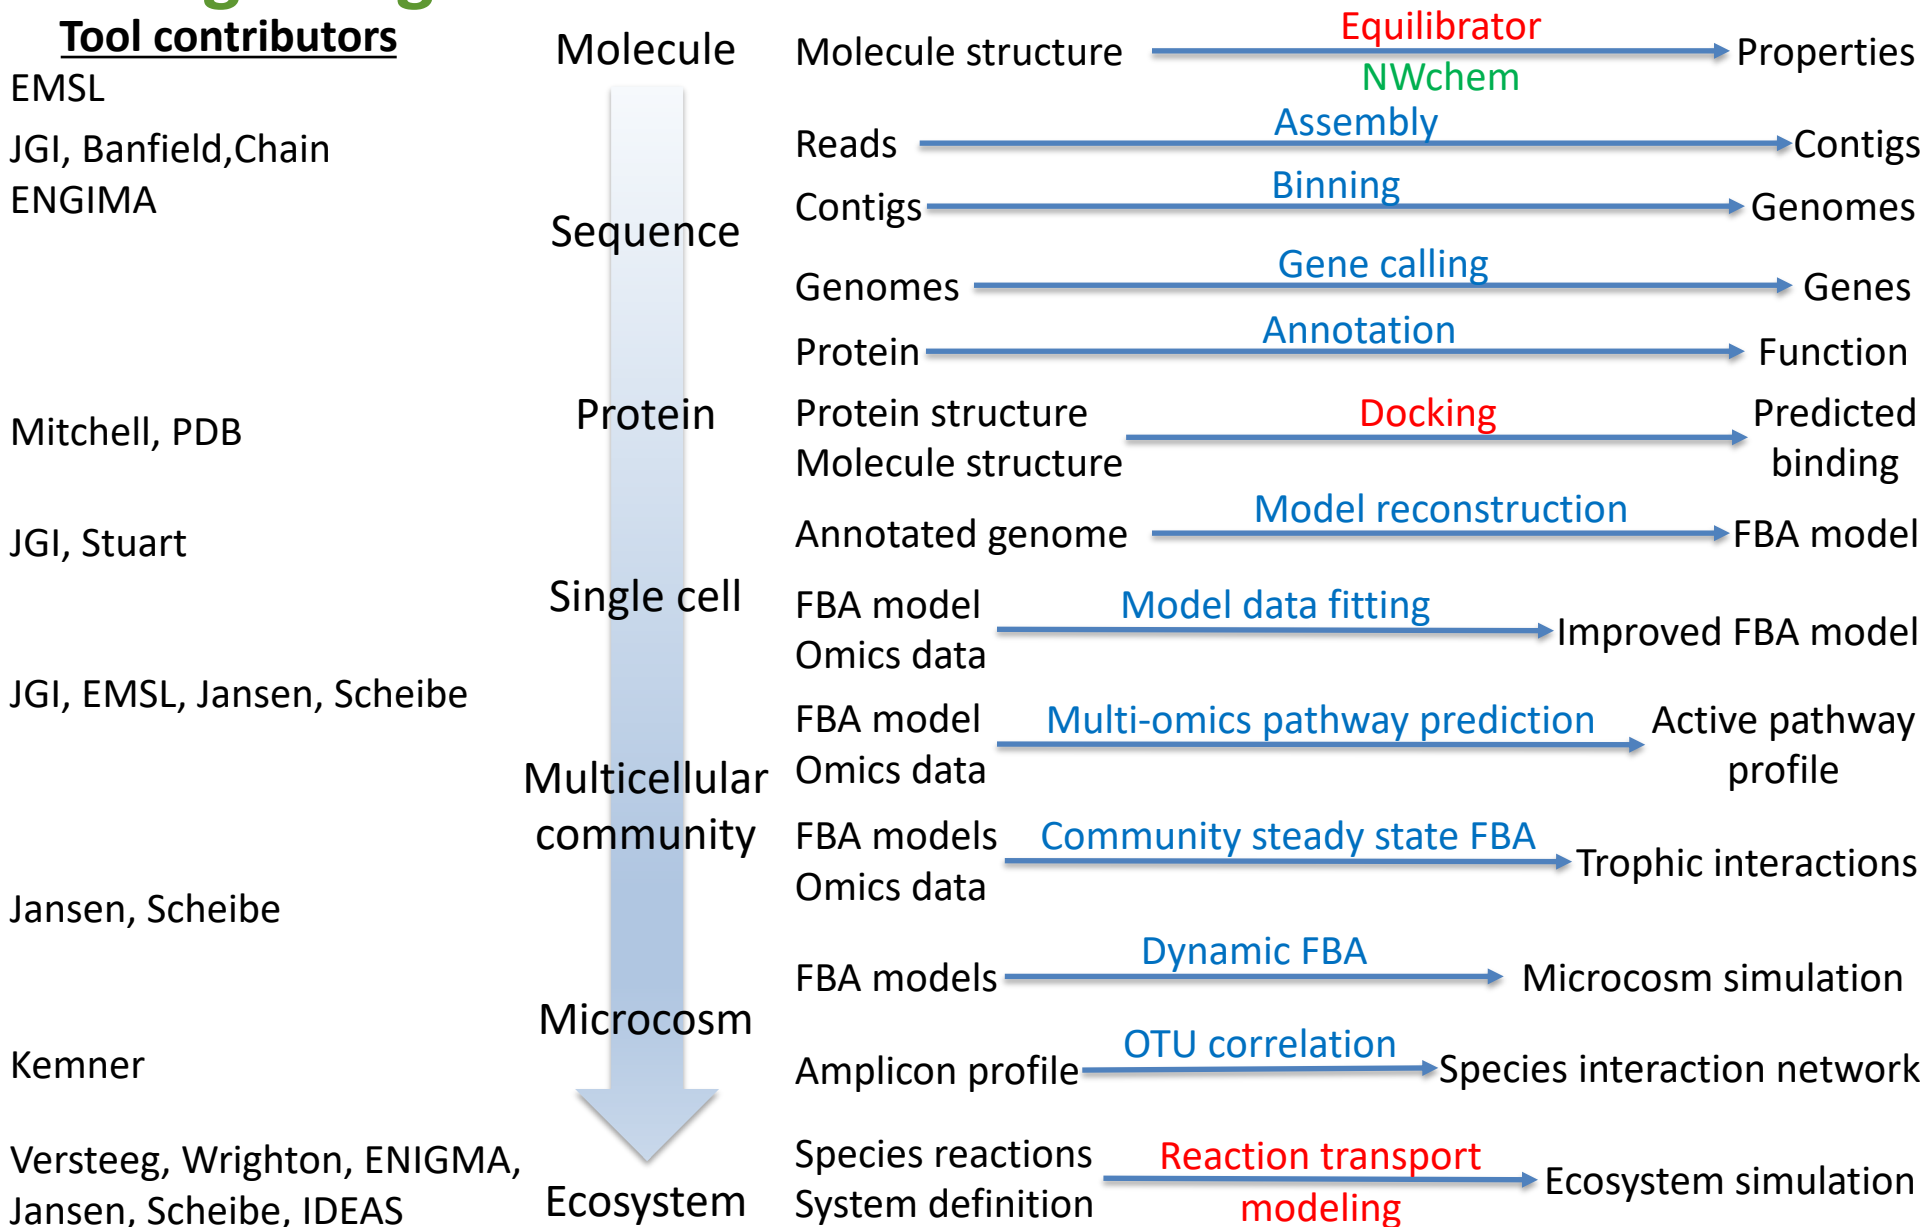 Tool contributors
EMSL
JGI, Banfield,Chain
ENGIMA
Mitchell, PDB
JGI, Stuart
JGI, EMSL, Jansen, Scheibe
Jansen, Scheibe
Kemner
Versteeg, Wrighton, ENIGMA,
Jansen, Scheibe, IDEAS
Molecule
Sequence
Protein
Single cell
Multicellular
community
Microcosm
Ecosystem
Molecule structure Equilibrator Properties
NWchem
Reads Assembly Contigs
Contigs Binning Genomes
Genomes Gene calling Genes
Protein Annotation Function
Protein structure Docking Predicted
Molecule structure binding
Annotated genome Model reconstruction FBA model
FBA model Model data fitting Improved FBA model
Omics data
FBA model Multi-omics pathway prediction Active pathway
Omics data profile
FBA models Community steady state FBA Trophic interactions
Omics data
FBA models Dynamic FBA Microcosm simulation
Amplicon profile OTU correlation Species interaction network
Species reactions Reaction transport Ecosystem simulation
System definition modeling